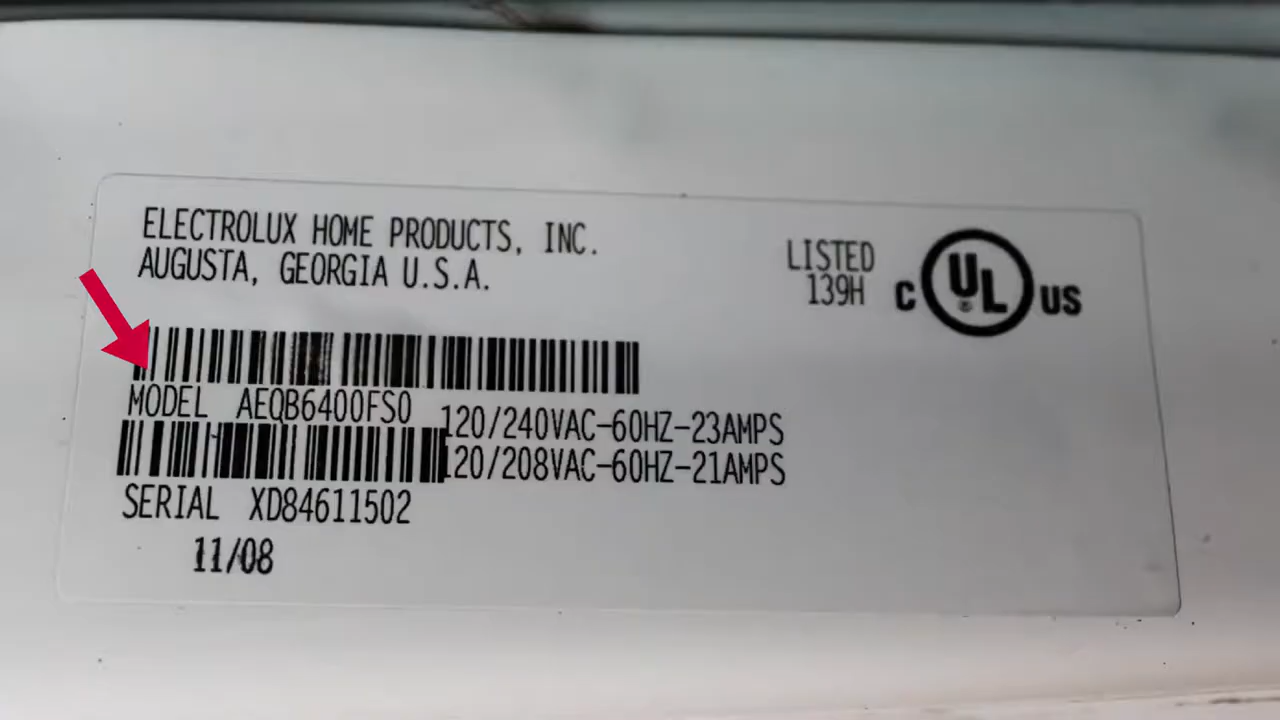 ELECTROLUX HOME PRODUCTS, INC.
AUGUSTA, GEORGIA U.S.A.
LISTED
139H
C UL ® US
MODEL AEQB6400FS0
120/240VAC-60HZ-23AMPS
120/208VAC-60HZ-21AMPS
SERIAL XD84611502
11/08